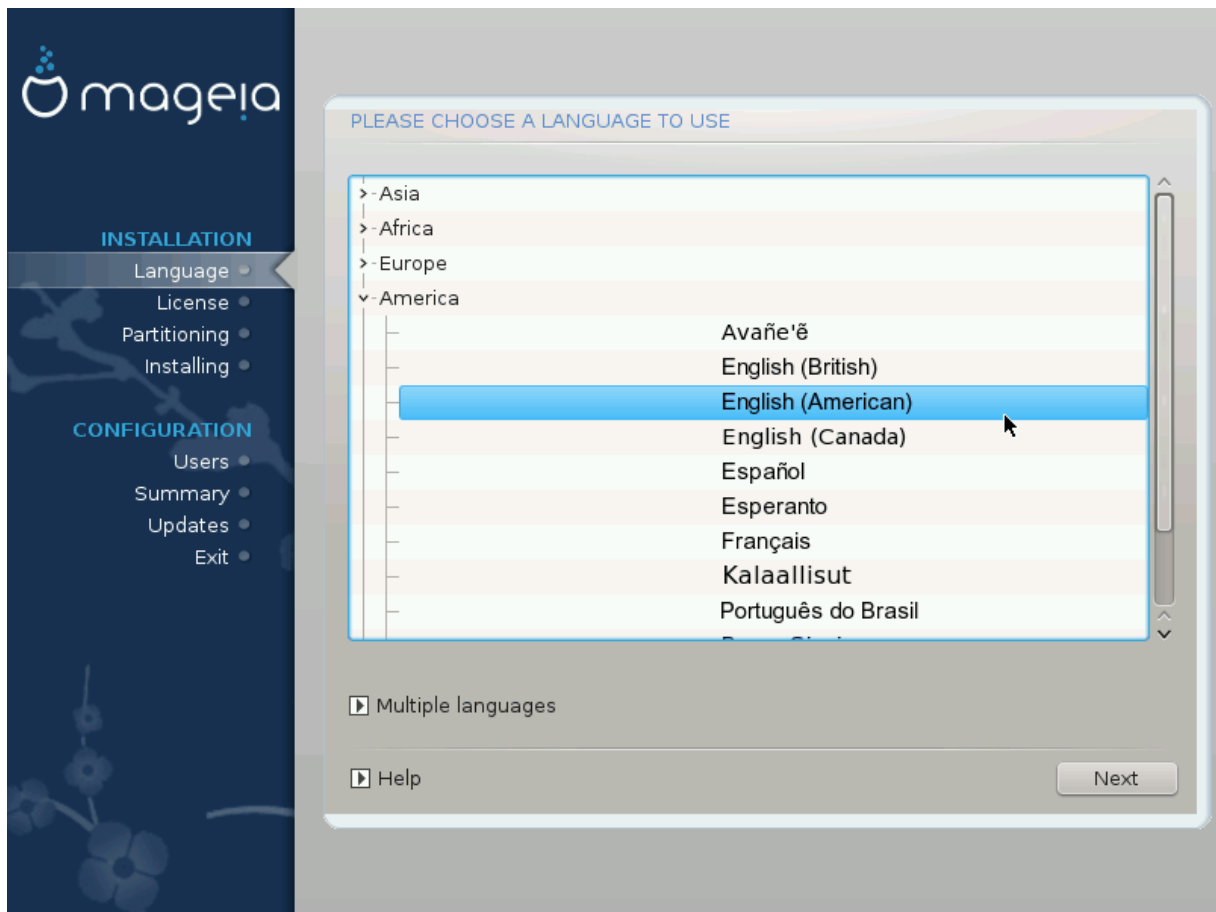 mageia
INSTALLATION
Language
License
Partitioning
Installing
CONFIGURATION
Users
Summary
Updates
Exit
PLEASE CHOOSE A LANGUAGE TO USE
Asia
Africa
Europe
America
Avañe'ẽ
English (British)
English (American)
English (Canada)
Español
Esperanto
Français
Kalaallisut
Português do Brasil
Multiple languages
Help
Next